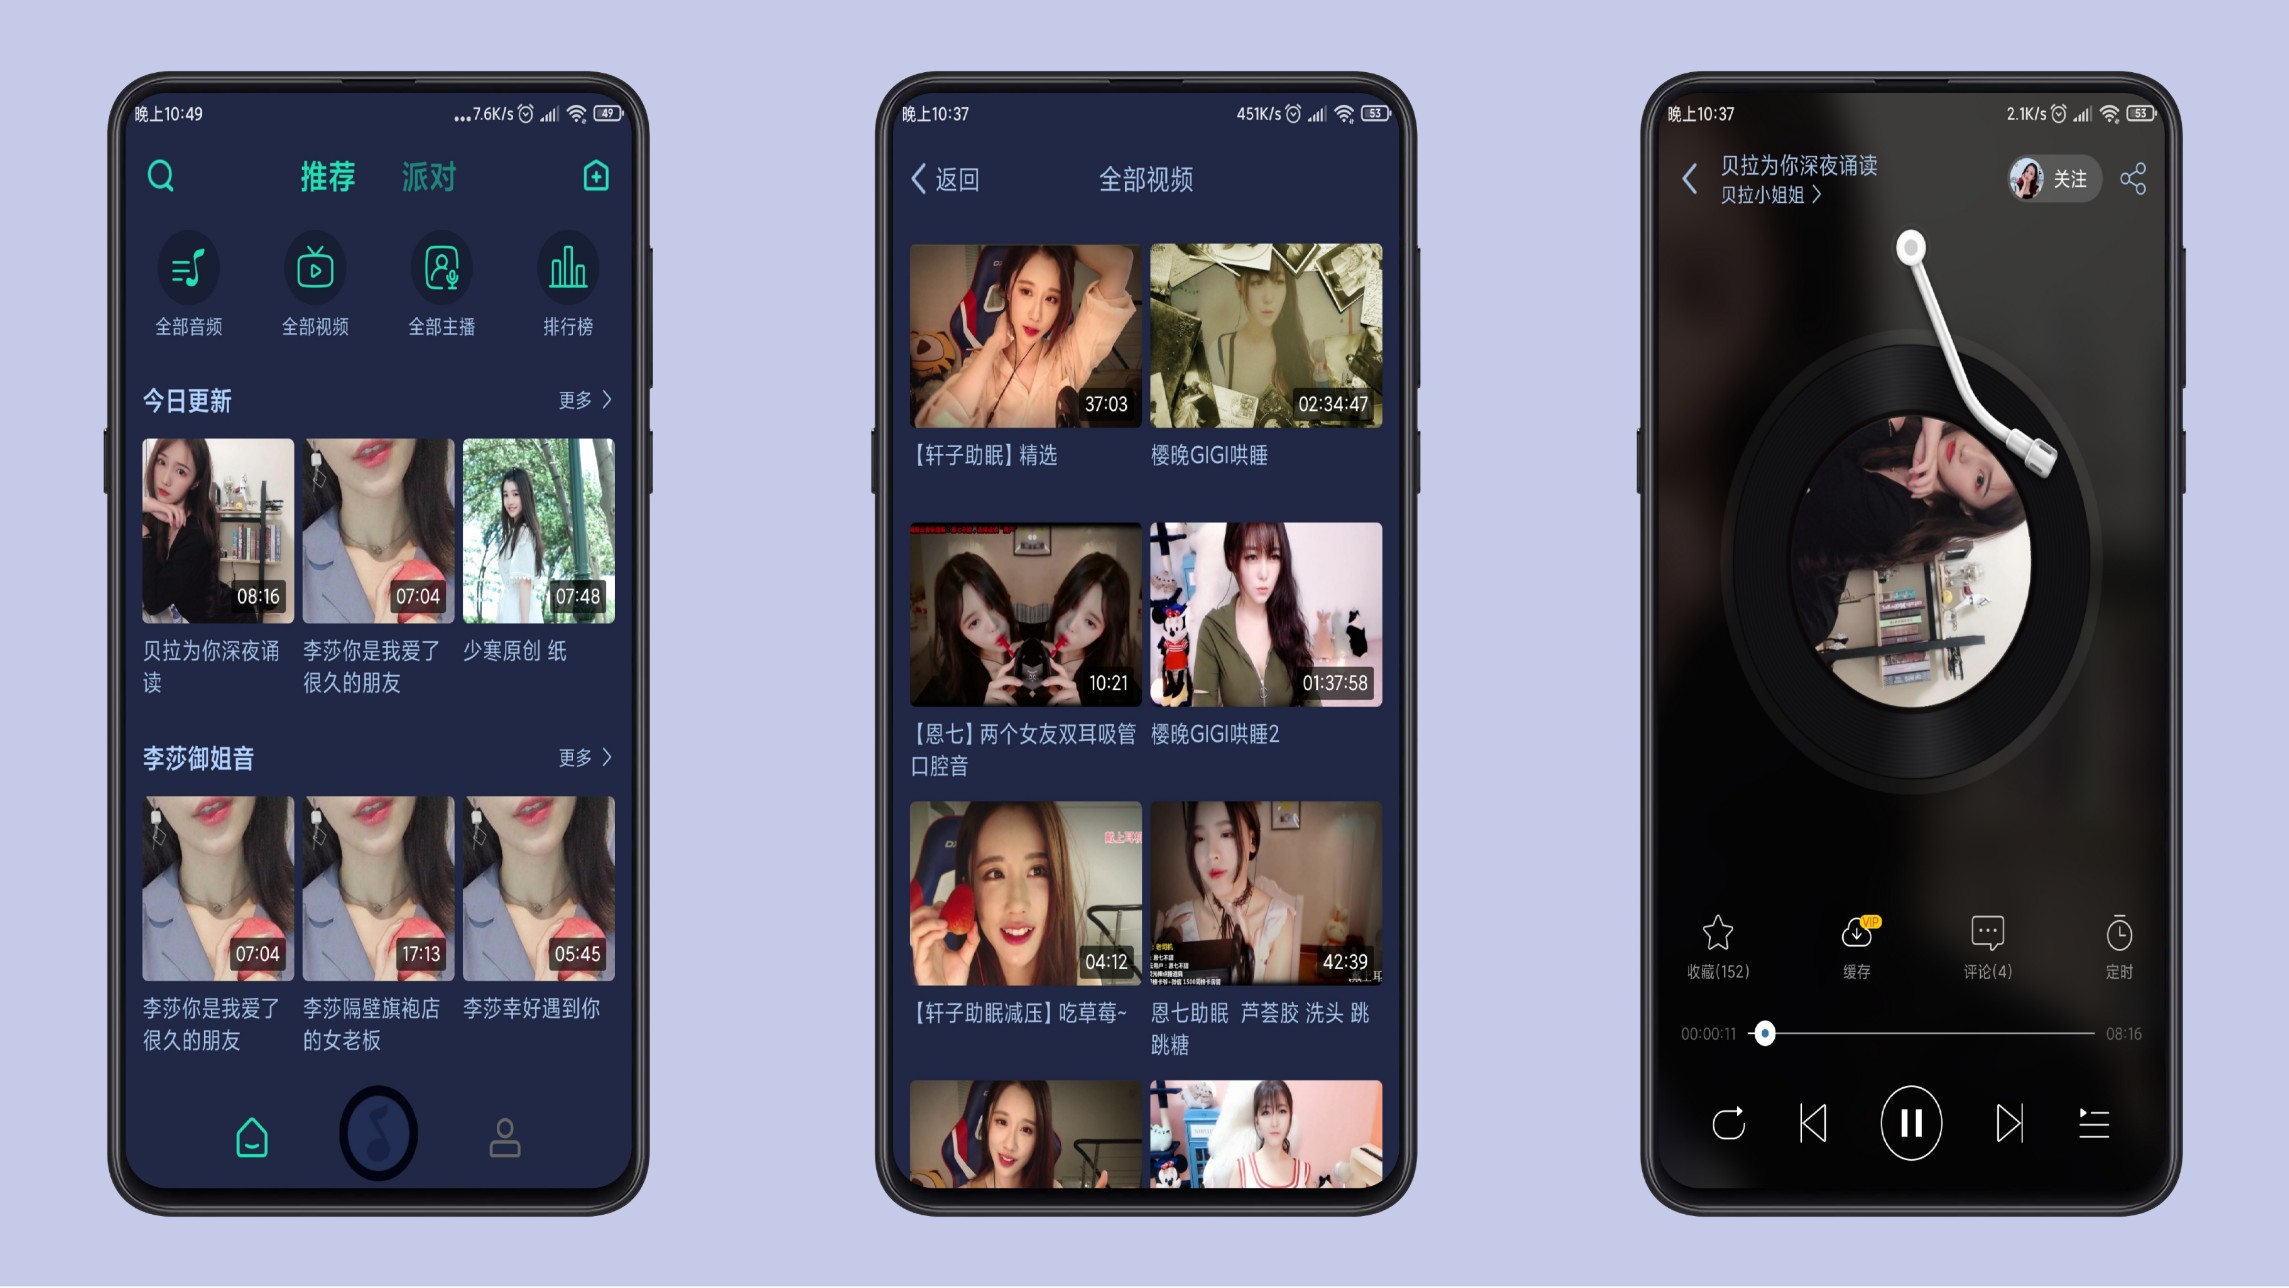 晚上10:49
...7.6K/s
49
推荐
派对
全部音频
全部视频
全部主播
排行榜
今日更新
更多
08:16
07:04
07:48
贝拉为你深夜诵
读
李莎你是我爱了
很久的朋友
少寒原创 纸
李莎御姐音
更多
07:04
17:13
05:45
李莎你是我爱了
很久的朋友
李莎隔壁旗袍店
的女老板
李莎幸好遇到你
晚上10:37
451K/s
53
返回
全部视频
37:03
02:34:47
【轩子助眠】精选
樱晚GIGI哄睡
10:21
01:37:58
【恩七】两个女友双耳吸管
口腔音
樱晚GIGI哄睡2
04:12
42:39
【轩子助眠减压】吃草莓~
恩七助眠 芦荟胶 洗头 跳
跳糖
晚上10:37
2.1K/s
53
贝拉为你深夜诵读
贝拉小姐姐
关注
VIP
收藏(152)
缓存
评论(4)
定时
00:00:11
08:16